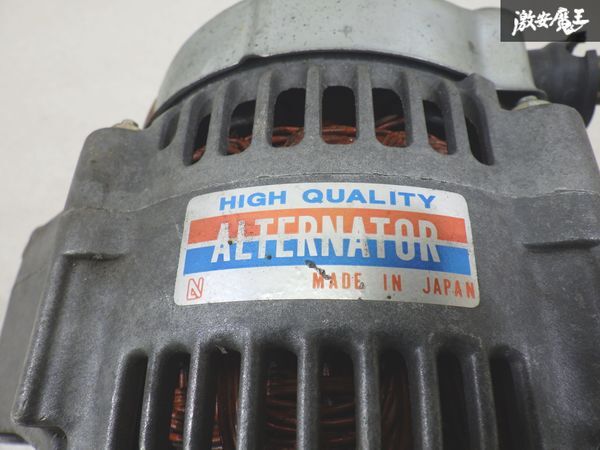 激安魔王
HIGH QUALITY
ALTERNATOR
N MADE IN JAPAN